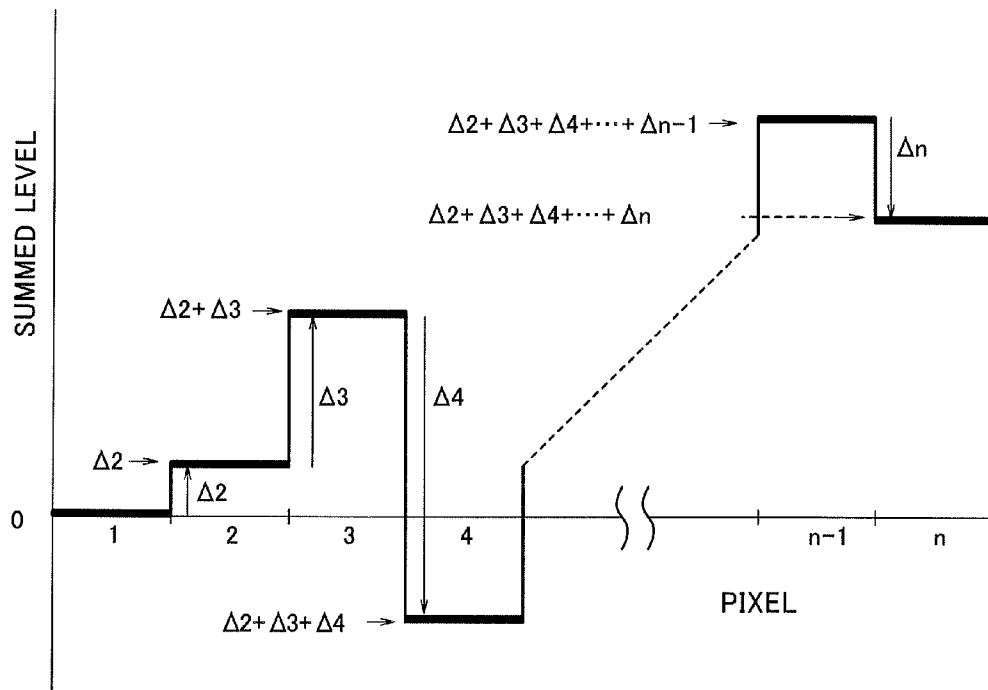 Δ2+ Δ3+ Δ4+⋯+ Δn-1 →
Δn
Δ2+ Δ3+ Δ4+⋯+ Δn
SUMMED LEVEL
Δ2+ Δ3 →
Δ3
Δ4
Δ2 →
Δ2
0
1 2 3 4 n-1 n
PIXEL
Δ2+ Δ3+ Δ4 →